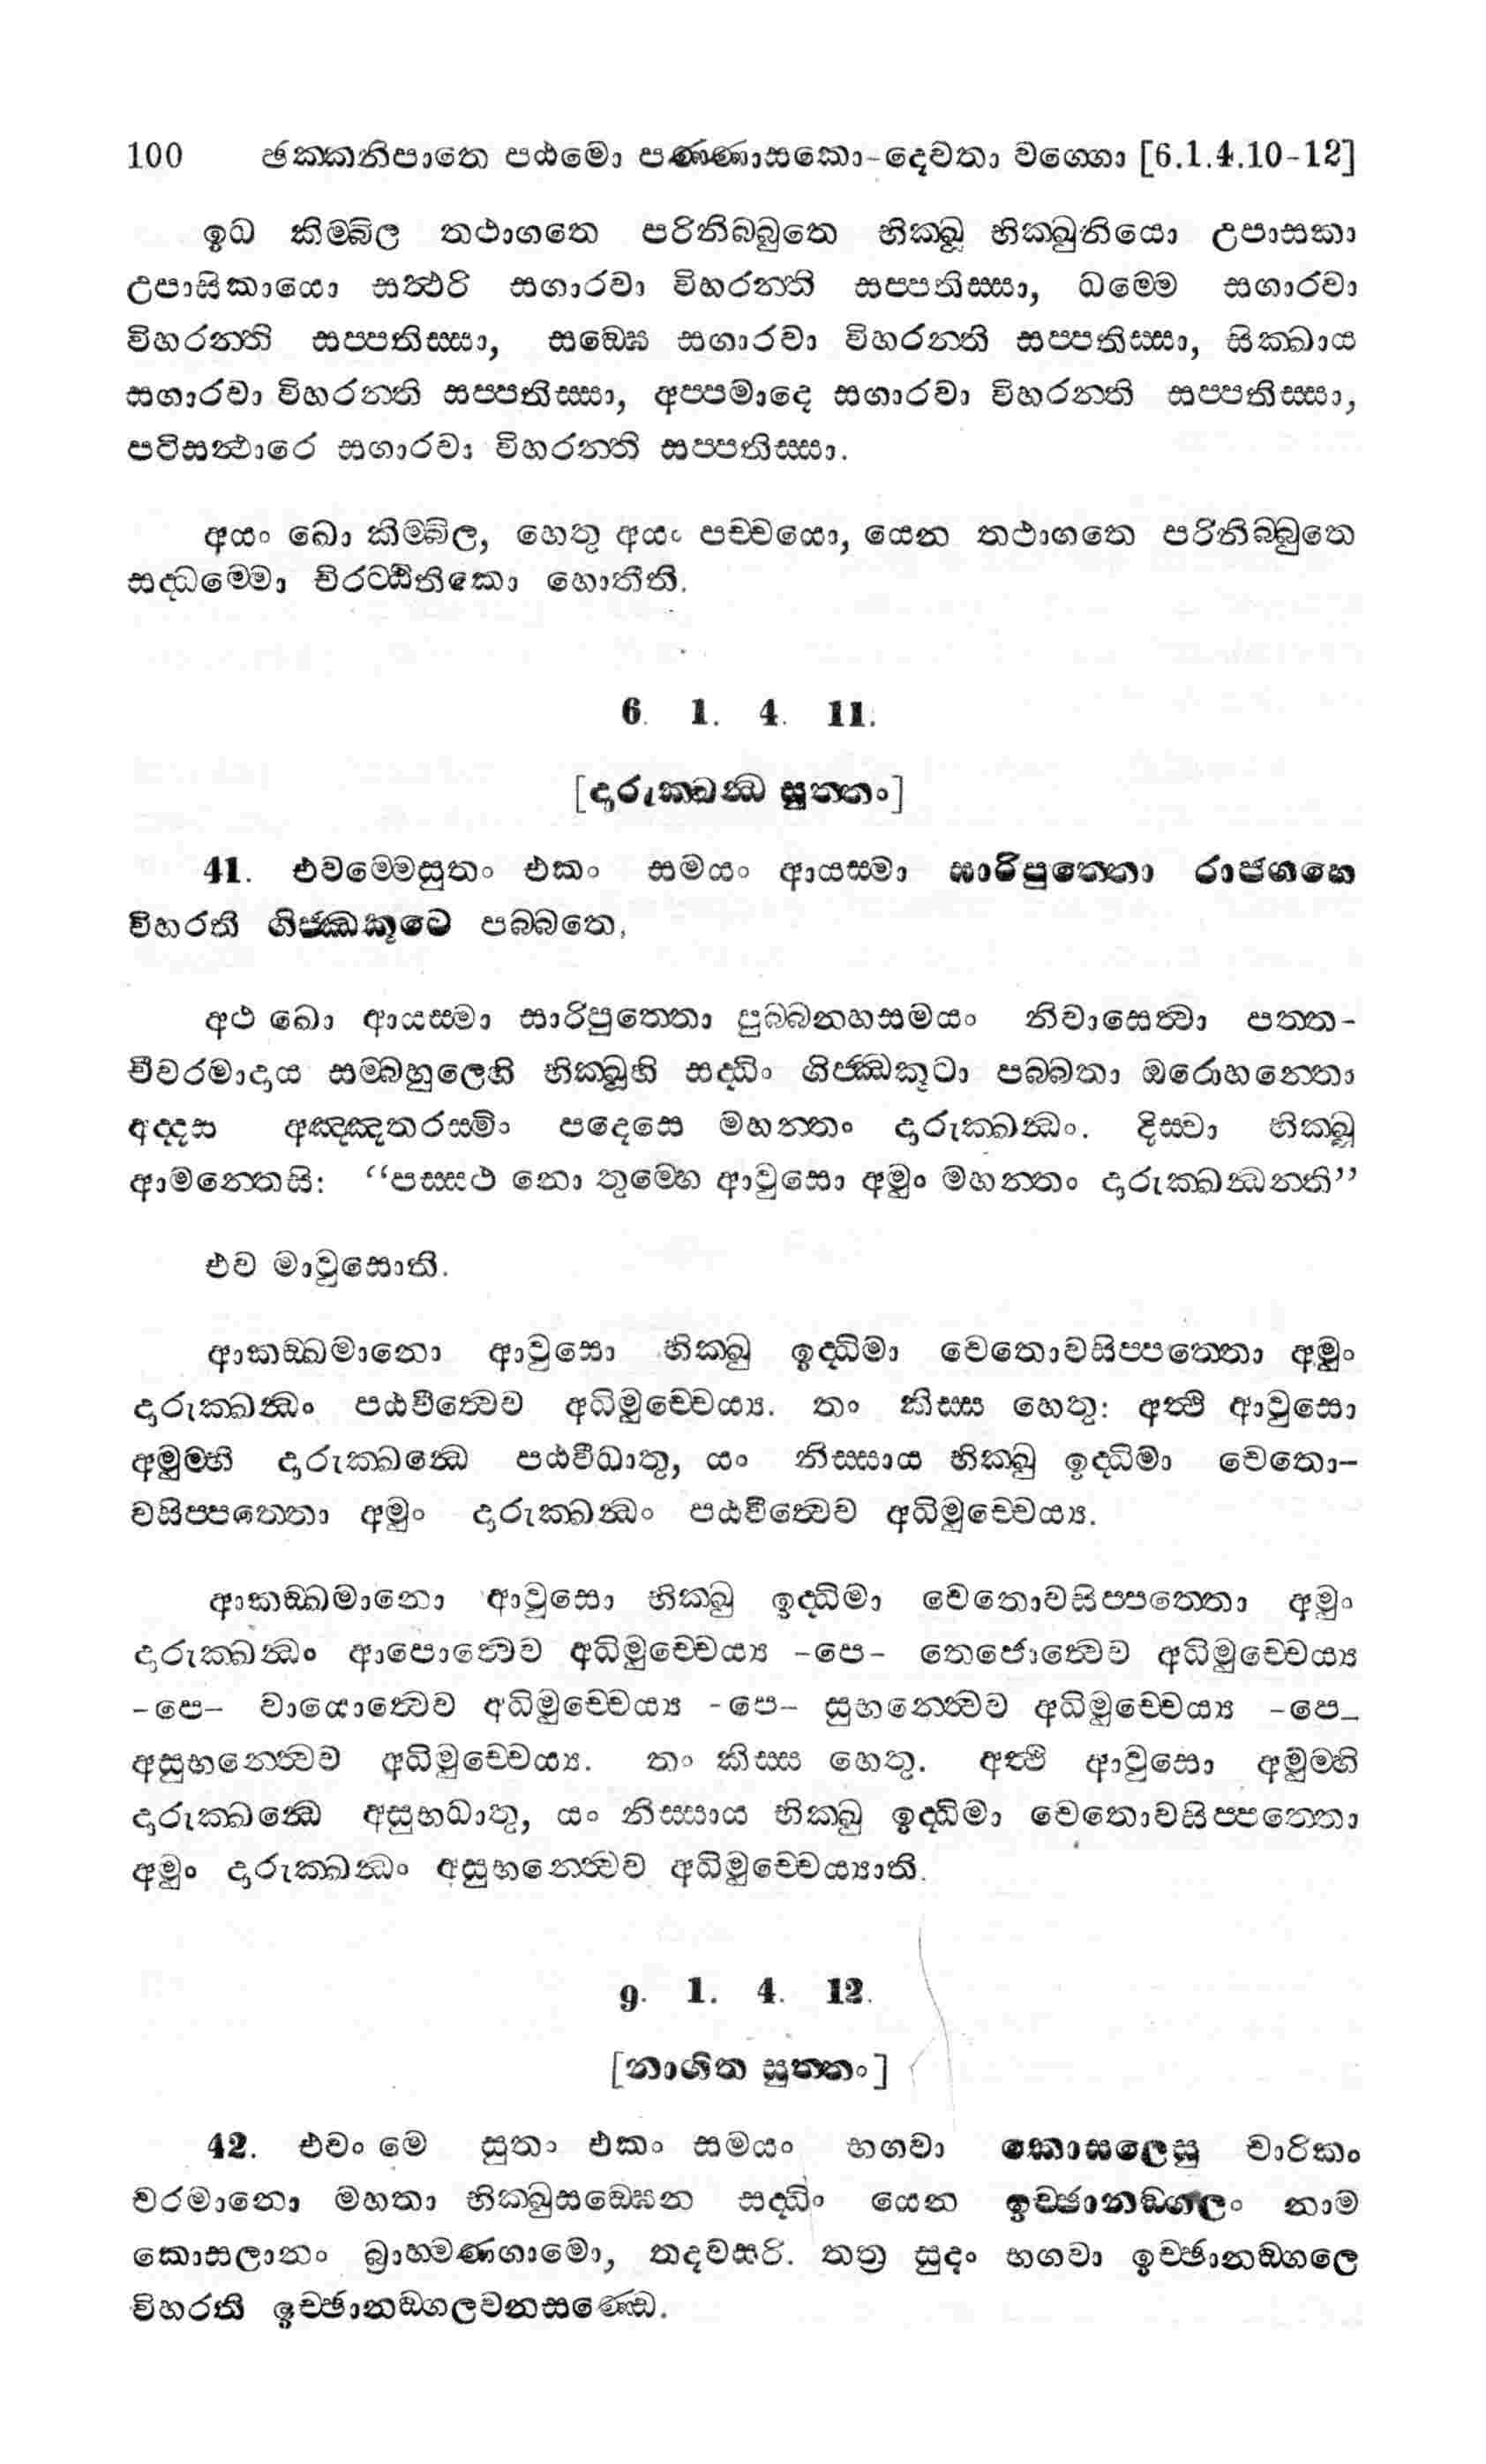 100 ඡක්කනිපාතෙ පඨමො පණ්ණාසකො-දෙවතා වග්ගො [6.1.4.10-12]
ඉධ කිම්බිල තථාගතෙ පරිනිබ්බුතෙ භික්ඛූ භික්ඛුනියො උපාසකා
උපාසිකායො සත්ථරි සගාරවා විහරන්ති සප්පතිස්සා, ධම්මෙ සගාරවා
විහරන්ති සප්පතිස්සා, සඞ්ඝෙ සගාරවා විහරන්ති සප්පතිස්සා, සික්ඛාය
සගාරවා විහරන්ති සප්පතිස්සා, අප්පමාදෙ සගාරවා විහරන්ති සප්පතිස්සා,
පටිසන්ථාරෙ සගාරවා විහරන්ති සප්පතිස්සා.
අයං ඛො කිම්බිල, හෙතු අයං පච්චයො, යෙන තථාගතෙ පරිනිබ්බුතෙ
සද්ධම්මො චිරට්ඨිතිකො හොතීති.
6. 1. 4. 11.
[දාරුක්ඛන්ධ සුත්තං]
41. එවම්මෙසුතං එකං සමයං ආයස්මා සාරිපුත්තො රාජගහෙ
විහරති ගිජ්ඣකූටෙ පබ්බතෙ,
අථ ඛො ආයස්මා සාරිපුත්තො පුබ්බන්හසමයං නිවාසෙත්වා පත්ත-
චීවරමාදාය සම්බහුලෙහි භික්ඛූහි සද්ධිං ගිජ්ඣකූටා පබ්බතා ඔරොහන්තො
අද්දස අඤ්ඤතරස්මිං පදෙසෙ මහන්තං දාරුක්ඛන්ධං. දිස්වා භික්ඛූ
ආමන්තෙසි: “පස්සථ නො තුම්හෙ ආවුසො අමුං මහන්තං දාරුක්ඛන්ධන්ති”
එව මාවුසොති.
ආකඞ්ඛමානො ආවුසො භික්ඛු ඉද්ධිමා චෙතොවසිප්පත්තො අමුං
දාරුක්ඛන්ධං පඨවීත්වෙව අධිමුච්චෙය්‍ය. තං කිස්ස හෙතු: අත්ථි ආවුසො
අමුම්හි දාරුක්ඛන්ධෙ පඨවීධාතු, යං නිස්සාය භික්ඛු ඉද්ධිමා චෙතො-
වසිප්පත්තො අමුං දාරුක්ඛන්ධං පඨවීත්වෙව අධිමුච්චෙය්‍ය.
ආකඞ්ඛමානො ආවුසො භික්ඛු ඉද්ධිමා චෙතොවසිප්පත්තො අමුං
දාරුක්ඛන්ධං ආපොත්වෙව අධිමුච්චෙය්‍ය -පෙ- තෙජොත්වෙව අධිමුච්චෙය්‍ය
-පෙ- වායොත්වෙව අධිමුච්චෙය්‍ය -පෙ- සුභන්ත්වෙව අධිමුච්චෙය්‍ය -පෙ-
අසුභන්ත්වෙව අධිමුච්චෙය්‍ය. තං කිස්ස හෙතු. අත්ථි ආවුසො අමුම්හි
දාරුක්ඛන්ධෙ අසුභධාතු, යං නිස්සාය භික්ඛු ඉද්ධිමා චෙතොවසිප්පත්තො
අමුං දාරුක්ඛන්ධං අසුභන්ත්වෙව අධිමුච්චෙය්‍යාති.
9. 1. 4. 12.
[නාගිත සුත්තං]
42. එවං මෙ සුතං එකං සමයං භගවා කොසලෙසු චාරිකං
චරමානො මහතා භික්ඛුසඞ්ඝෙන සද්ධිං යෙන ඉච්ඡානඞ්ගලං නාම
කොසලානං බ්‍රාහ්මණගාමො, තදවසරි. තත්‍ර සුදං භගවා ඉච්ඡානඞ්ගලෙ
විහරති ඉච්ඡානඞ්ගලවනසණ්ඩෙ.